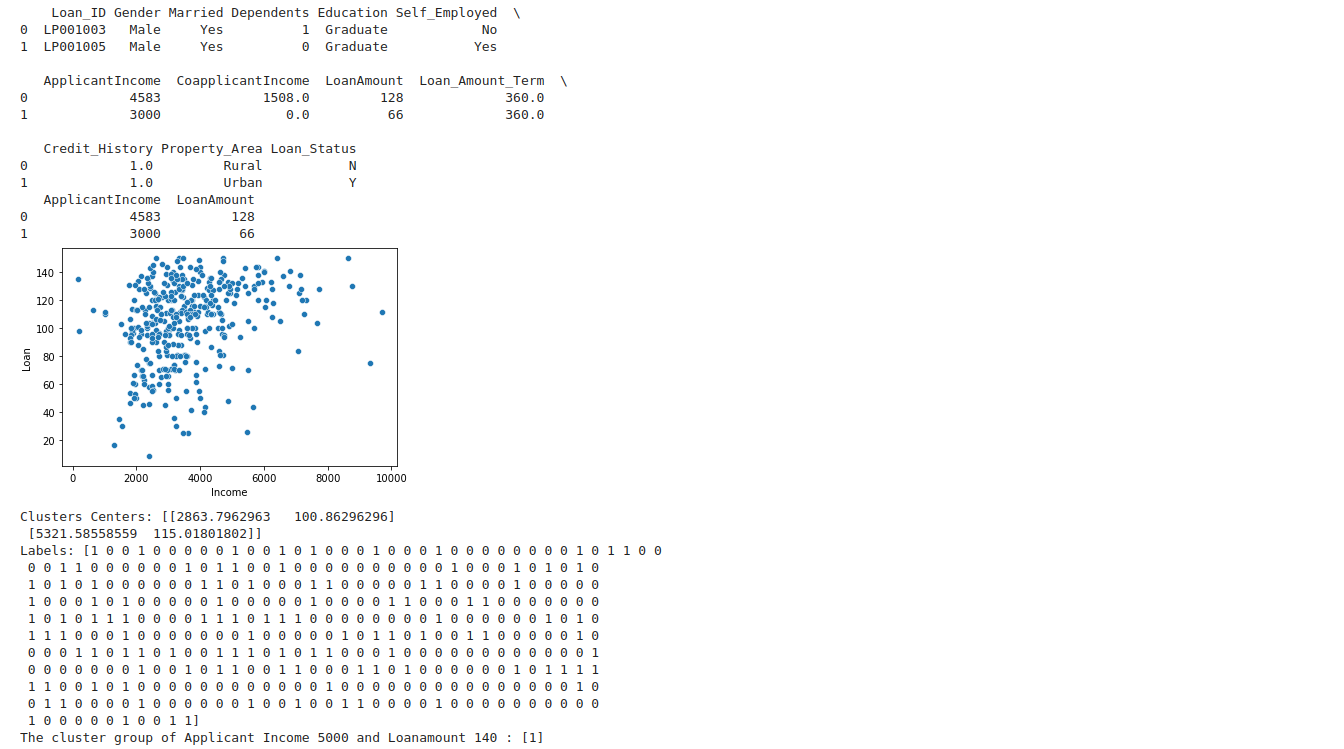 Loan_ID Gender Married Dependents Education Self_Employed \
0 LP001003 Male Yes 1 Graduate No
1 LP001005 Male Yes 0 Graduate Yes
ApplicantIncome CoapplicantIncome LoanAmount Loan_Amount_Term \
0 4583 1508.0 128 360.0
1 3000 0.0 66 360.0
Credit_History Property_Area Loan_Status
0 1.0 Rural N
1 1.0 Urban Y
ApplicantIncome LoanAmount
0 4583 128
1 3000 66
140
120
100
80
60
40
20
Loan
0 2000 4000 6000 8000 10000
Income
Clusters Centers: [[2863.7962963 100.86296296]
[5321.58558559 115.01801802]]
Labels: [1 0 0 1 0 0 0 0 0 1 0 0 1 0 1 0 0 0 1 0 0 0 1 0 0 0 0 0 0 0 0 1 0 1 1 0 0
0 0 1 1 0 0 0 0 0 0 1 0 1 1 0 0 1 0 0 0 0 0 0 0 0 0 0 1 0 0 0 1 0 1 0 1 0
1 0 1 0 1 0 0 0 0 0 0 1 1 0 1 0 0 0 1 1 0 0 0 0 0 1 1 0 0 0 0 1 0 0 0 0 0
1 0 0 0 1 0 1 0 0 0 0 0 1 0 0 0 0 0 1 0 0 0 0 1 1 0 0 0 1 1 0 0 0 0 0 0 0
1 0 1 0 1 1 1 0 0 0 0 1 1 1 0 1 1 1 0 0 0 0 0 0 0 0 1 0 0 0 0 0 0 1 0 1 0
1 1 1 0 0 0 1 0 0 0 0 0 0 0 1 0 0 0 0 0 1 0 1 1 0 1 0 0 1 1 0 0 0 0 0 1 0
0 0 0 1 1 0 1 1 0 1 0 0 1 1 1 0 1 0 1 1 0 0 0 1 0 0 0 0 0 0 0 0 0 0 0 0 1
0 0 0 0 0 0 0 1 0 0 1 0 1 1 0 0 1 1 0 0 0 1 1 0 1 0 0 0 0 0 0 1 0 1 1 1 1
1 1 0 0 1 0 1 0 0 0 0 0 0 0 0 0 0 0 0 1 0 0 0 0 0 0 0 0 0 0 0 0 0 0 0 1 0
0 1 1 0 0 0 0 1 0 0 0 0 0 0 1 0 0 1 0 0 1 1 0 0 0 0 1 0 0 0 0 0 0 0 0 0 0
1 0 0 0 0 0 1 0 0 1 1]
The cluster group of Applicant Income 5000 and Loanamount 140 : [1]